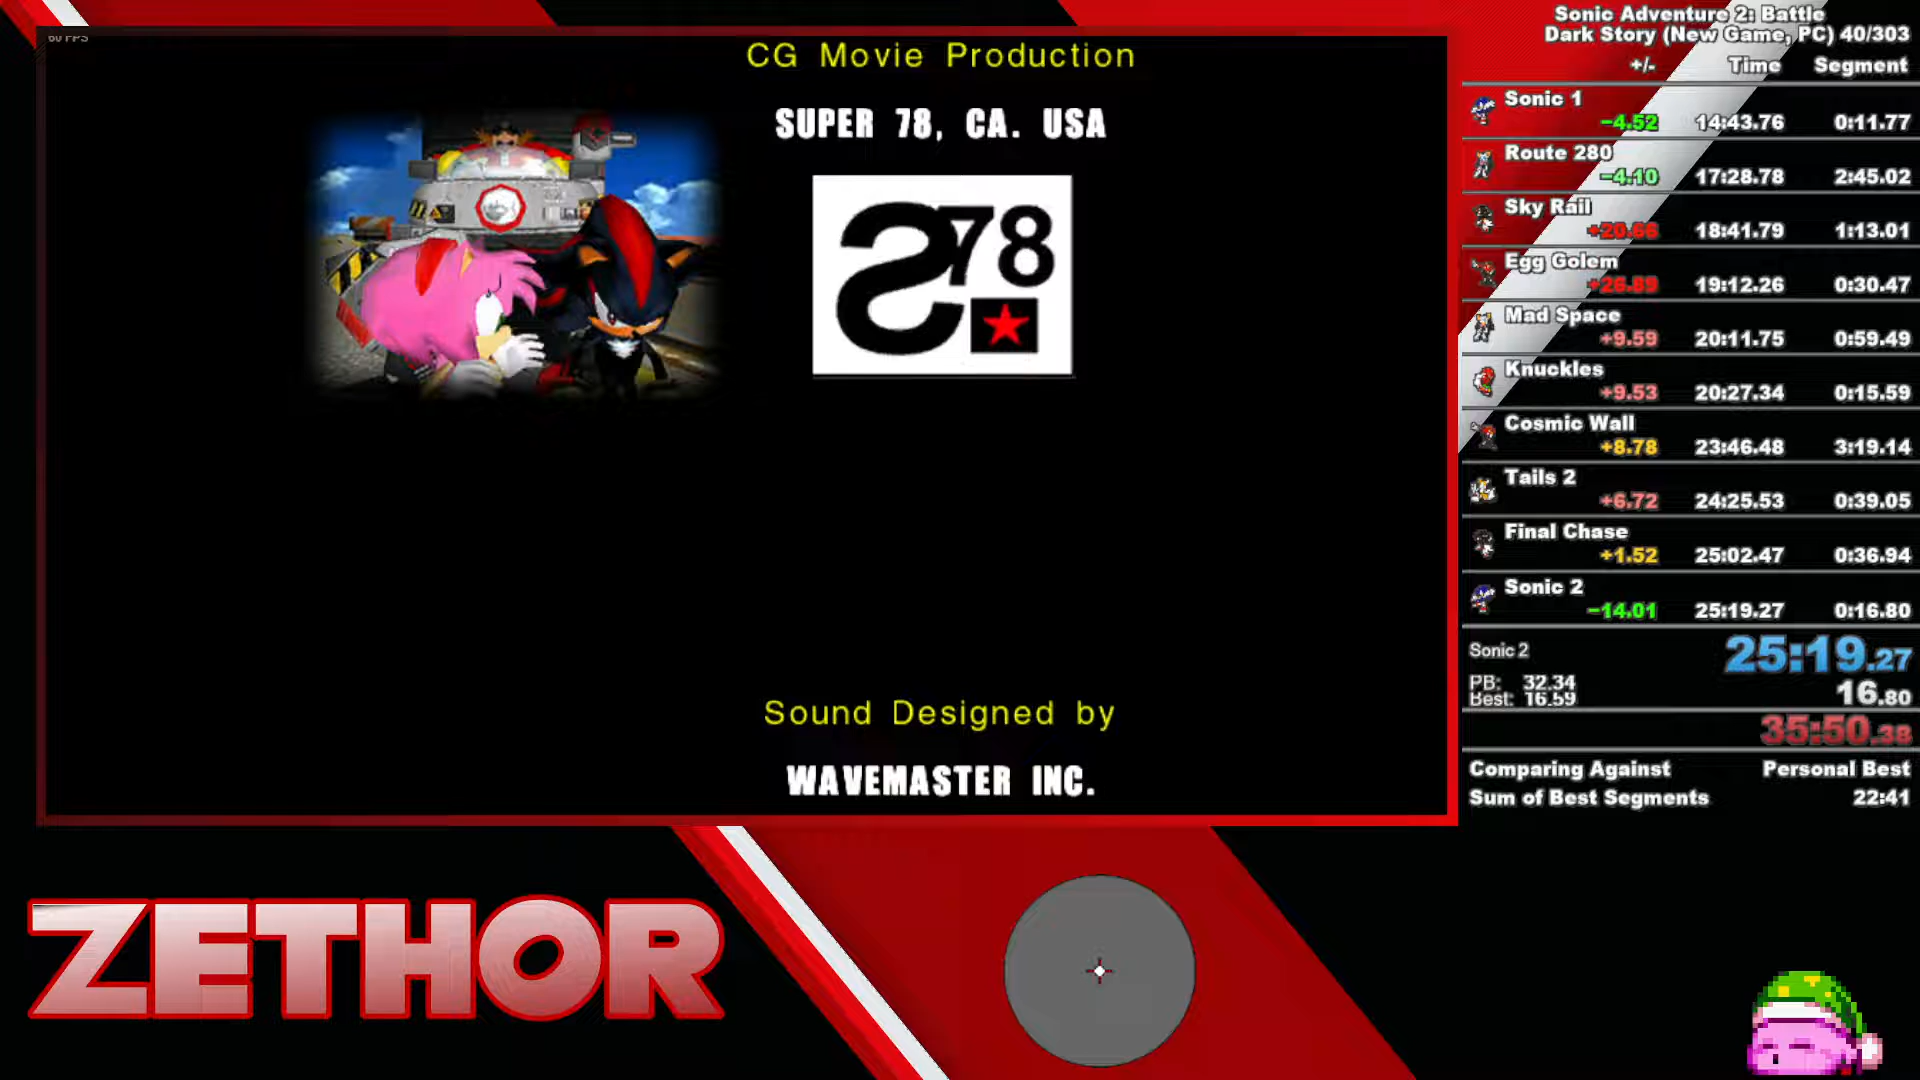 60 FPS
CG Movie Production
SUPER 78, CA. USA
S78
Sound Designed by
WAVEMASTER INC.
Sonic Adventure 2: Battle
Dark Story (New Game, PC) 40/303
+/- Time Segment
Sonic 1
-4.52 14:43.76 0:11.77
Route 280
-4.10 17:28.78 2:45.02
Sky Rail
+20.66 18:41.79 1:13.01
Egg Golem
+26.89 19:12.26 0:30.47
Mad Space
+9.59 20:11.75 0:59.49
Knuckles
+9.53 20:27.34 0:15.59
Cosmic Wall
+8.78 23:46.48 3:19.14
Tails 2
+6.72 24:25.53 0:39.05
Final Chase
+1.52 25:02.47 0:36.94
Sonic 2
-14.01 25:19.27 0:16.80
Sonic 2 25:19.27
PB: 32.34
Best: 16.59 16.80
35:50.38
Comparing Against Personal Best
Sum of Best Segments 22:41
ZETHOR